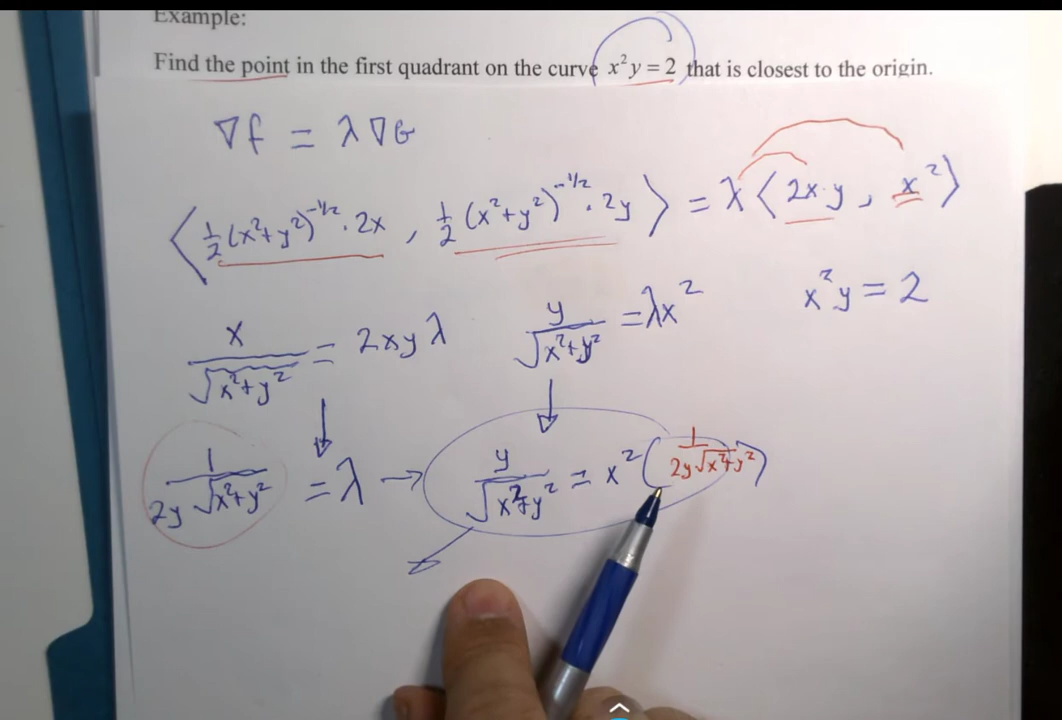 Example:
Find the point in the first quadrant on the curve x²y = 2 that is closest to the origin.
∇f = λ∇G
⟨ 1/2 (x²+y²)^(-1/2) · 2x , 1/2 (x²+y²)^(-1/2) · 2y ⟩ = λ⟨2x·y , x²⟩
x/√(x²+y²) = 2xyλ    y/√(x²+y²) = λx²    x²y = 2
1/(2y√(x²+y²)) = λ → y/√(x²+y²) = x²(1/(2y√(x²+y²)))